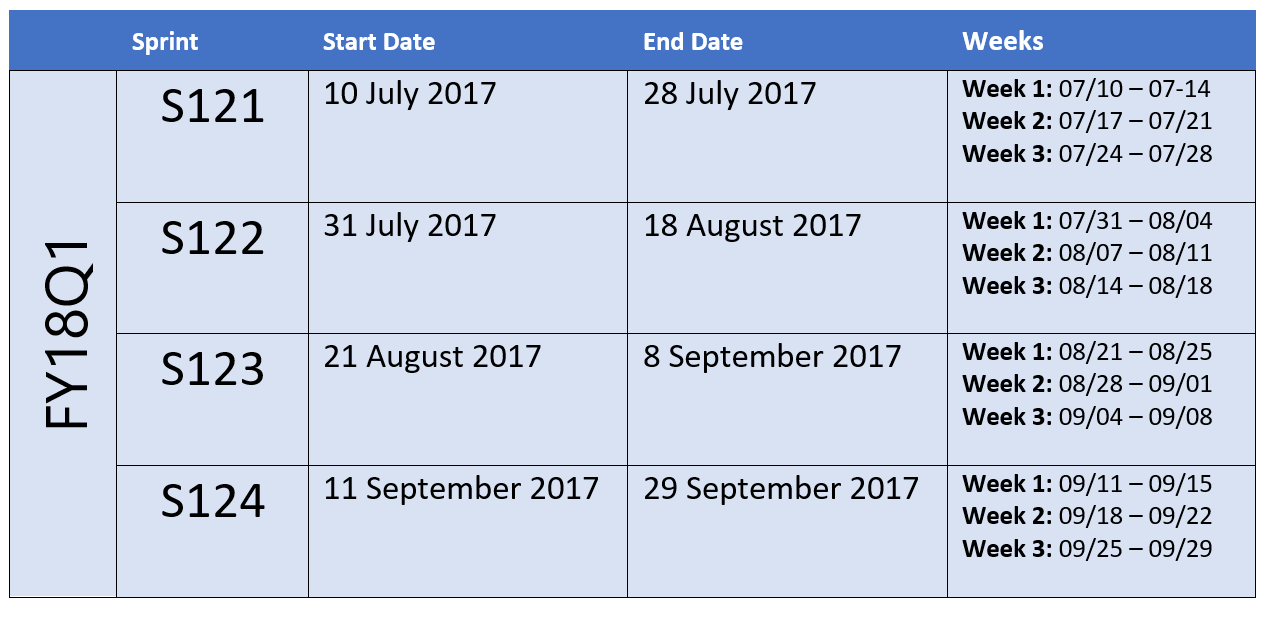 Sprint Start Date End Date Weeks
FY18Q1
S121 10 July 2017 28 July 2017 Week 1: 07/10 – 07-14
Week 2: 07/17 – 07/21
Week 3: 07/24 – 07/28
S122 31 July 2017 18 August 2017 Week 1: 07/31 – 08/04
Week 2: 08/07 – 08/11
Week 3: 08/14 – 08/18
S123 21 August 2017 8 September 2017 Week 1: 08/21 – 08/25
Week 2: 08/28 – 09/01
Week 3: 09/04 – 09/08
S124 11 September 2017 29 September 2017 Week 1: 09/11 – 09/15
Week 2: 09/18 – 09/22
Week 3: 09/25 – 09/29